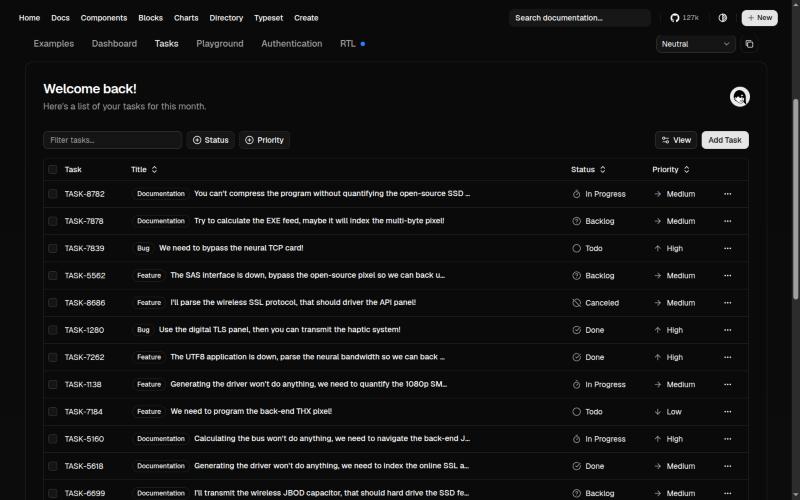 Home Docs Components Blocks Charts Directory Typeset Create Search documentation... 127k New
Examples Dashboard Tasks Playground Authentication RTL Neutral
Welcome back!
Here's a list of your tasks for this month.
Filter tasks... Status Priority View Add Task
Task Title Status Priority
TASK-8782 Documentation You can't compress the program without quantifying the open-source SSD ... In Progress Medium
TASK-7878 Documentation Try to calculate the EXE feed, maybe it will index the multi-byte pixel! Backlog Medium
TASK-7839 Bug We need to bypass the neural TCP card! Todo High
TASK-5562 Feature The SAS interface is down, bypass the open-source pixel so we can back u... Backlog Medium
TASK-8686 Feature I'll parse the wireless SSL protocol, that should driver the API panel! Canceled Medium
TASK-1280 Bug Use the digital TLS panel, then you can transmit the haptic system! Done High
TASK-7262 Feature The UTF8 application is down, parse the neural bandwidth so we can back ... Done High
TASK-1138 Feature Generating the driver won't do anything, we need to quantify the 1080p SM... In Progress Medium
TASK-7184 Feature We need to program the back-end THX pixel! Todo Low
TASK-5160 Documentation Calculating the bus won't do anything, we need to navigate the back-end J... In Progress High
TASK-5618 Documentation Generating the driver won't do anything, we need to index the online SSL a... Done Medium
TASK-6699 Documentation I'll transmit the wireless JBOD capacitor, that should hard drive the SSD fe... Backlog Medium